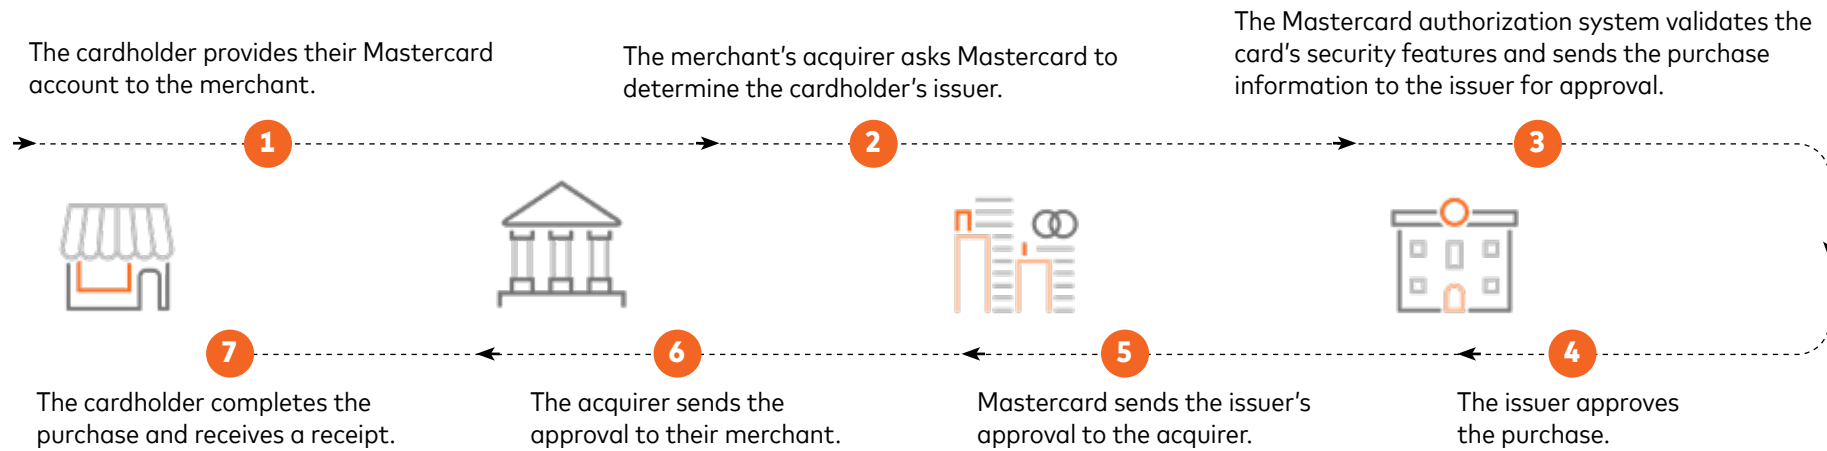 The cardholder provides their Mastercard
account to the merchant.
The merchant’s acquirer asks Mastercard to
determine the cardholder’s issuer.
The Mastercard authorization system validates the
card’s security features and sends the purchase
information to the issuer for approval.
1
2
3
7
6
5
4
The cardholder completes the
purchase and receives a receipt.
The acquirer sends the
approval to their merchant.
Mastercard sends the issuer’s
approval to the acquirer.
The issuer approves
the purchase.